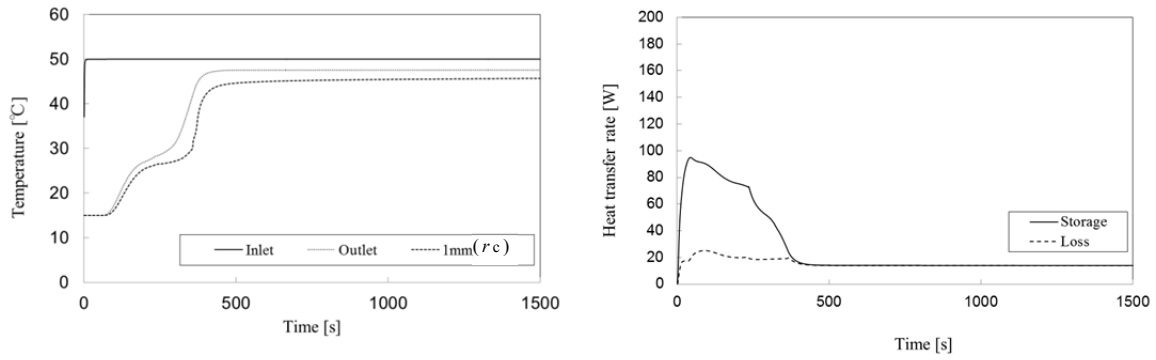 60
50
40
30
20
10
0
Temperature [℃]
Inlet
Outlet
1mm(rc)
0
500
1000
1500
Time [s]
200
180
160
140
120
100
80
60
40
20
0
Heat transfer rate [W]
Storage
Loss
0
500
1000
1500
Time [s]